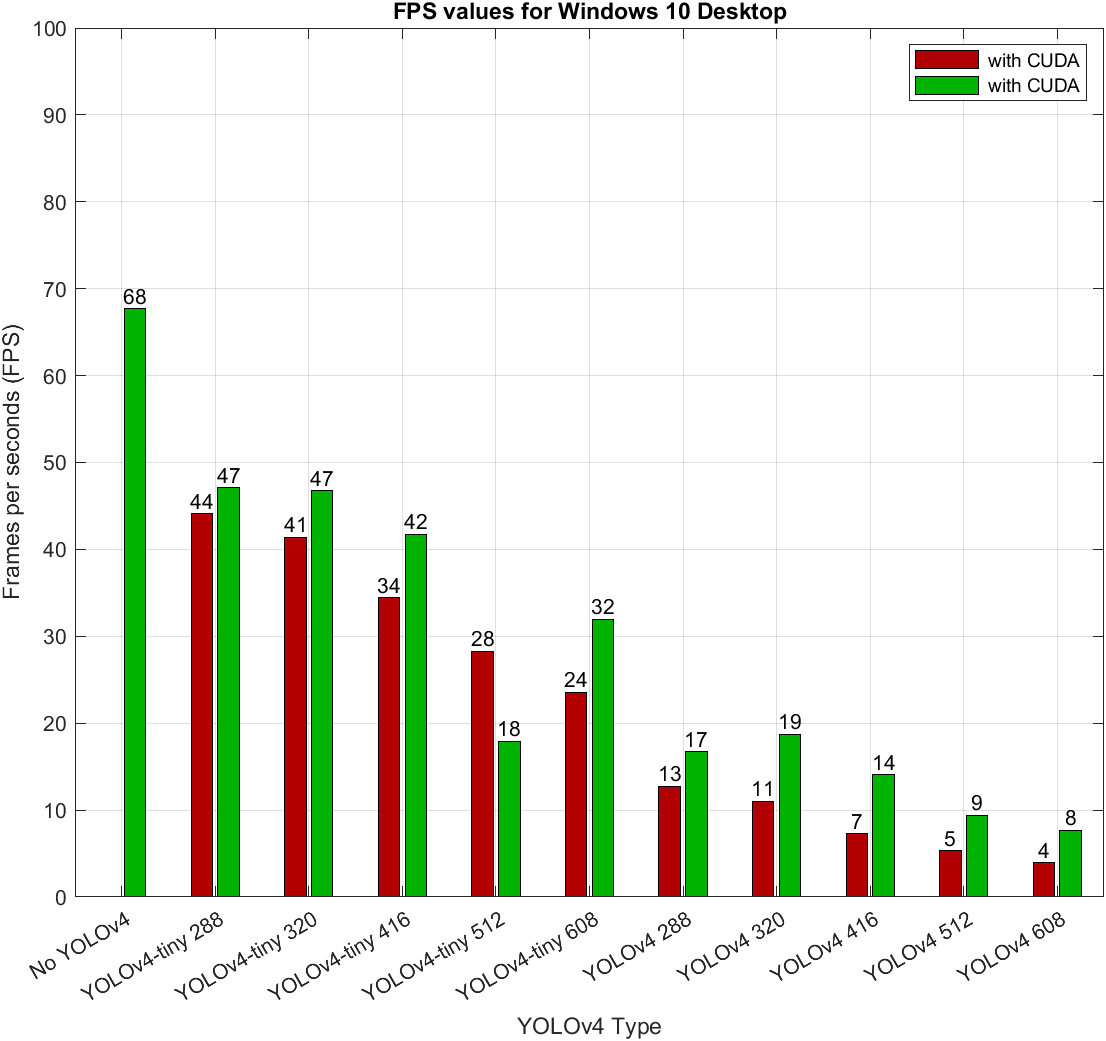 FPS values for Windows 10 Desktop
with CUDA
with CUDA
Frames per seconds (FPS)
100
90
80
70
60
50
40
30
20
10
0
68
44
47
41
47
34
42
28
18
24
32
13
17
11
19
7
14
5
9
4
8
No YOLOv4
YOLOv4-tiny 288
YOLOv4-tiny 320
YOLOv4-tiny 416
YOLOv4-tiny 512
YOLOv4-tiny 608
YOLOv4 288
YOLOv4 320
YOLOv4 416
YOLOv4 512
YOLOv4 608
YOLOv4 Type